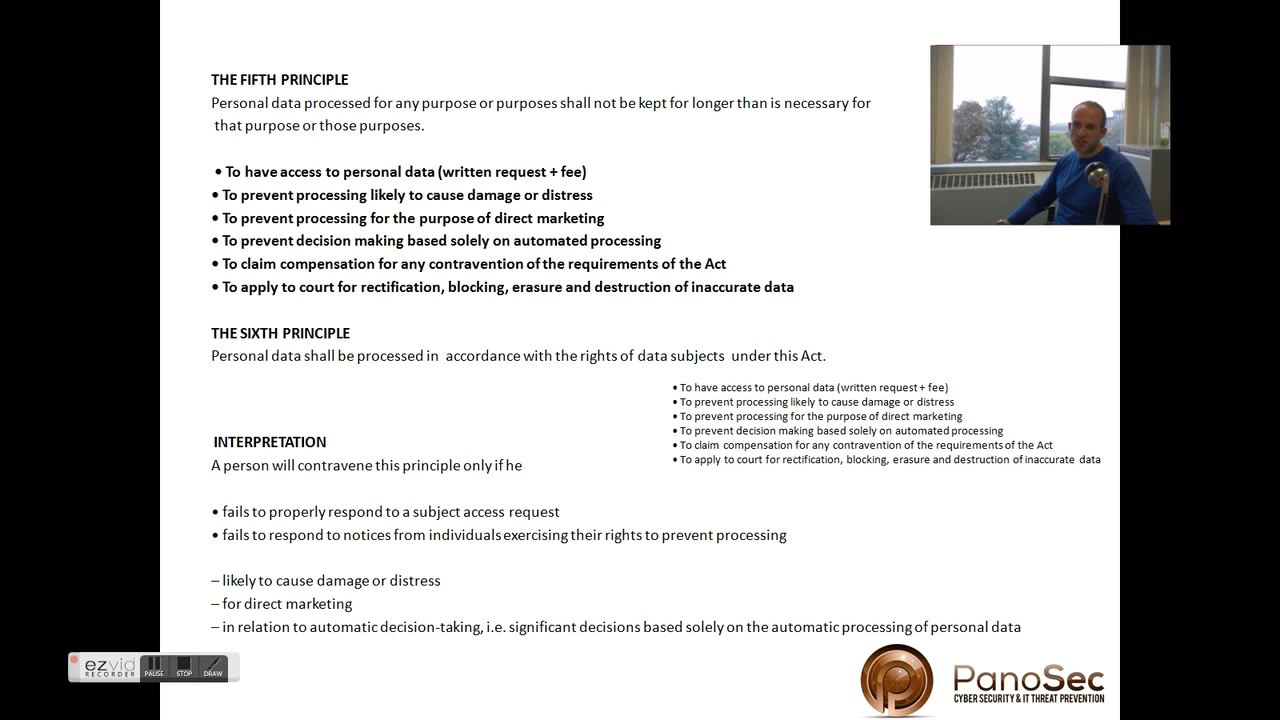 THE FIFTH PRINCIPLE
Personal data processed for any purpose or purposes shall not be kept for longer than is necessary for
that purpose or those purposes.
• To have access to personal data (written request + fee)
• To prevent processing likely to cause damage or distress
• To prevent processing for the purpose of direct marketing
• To prevent decision making based solely on automated processing
• To claim compensation for any contravention of the requirements of the Act
• To apply to court for rectification, blocking, erasure and destruction of inaccurate data
THE SIXTH PRINCIPLE
Personal data shall be processed in accordance with the rights of data subjects under this Act.
• To have access to personal data (written request + fee)
• To prevent processing likely to cause damage or distress
• To prevent processing for the purpose of direct marketing
• To prevent decision making based solely on automated processing
• To claim compensation for any contravention of the requirements of the Act
• To apply to court for rectification, blocking, erasure and destruction of inaccurate data
INTERPRETATION
A person will contravene this principle only if he
• fails to properly respond to a subject access request
• fails to respond to notices from individuals exercising their rights to prevent processing
– likely to cause damage or distress
– for direct marketing
– in relation to automatic decision-taking, i.e. significant decisions based solely on the automatic processing of personal data
ezvid
RECORDER
PAUSE STOP DRAW
PanoSec
CYBER SECURITY & IT THREAT PREVENTION